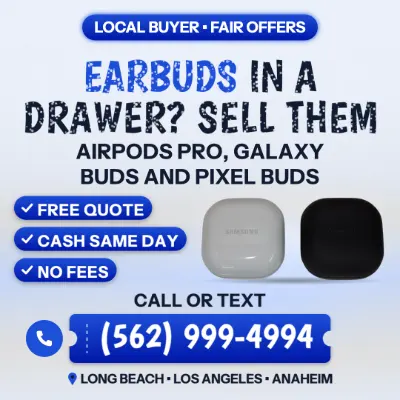 LOCAL BUYER • FAIR OFFERS
EARBUDS IN A
DRAWER? SELL THEM
AIRPODS PRO, GALAXY
BUDS AND PIXEL BUDS
FREE QUOTE
CASH SAME DAY
NO FEES
SAMSUNG
CALL OR TEXT
(562) 999-4994
LONG BEACH • LOS ANGELES • ANAHEIM